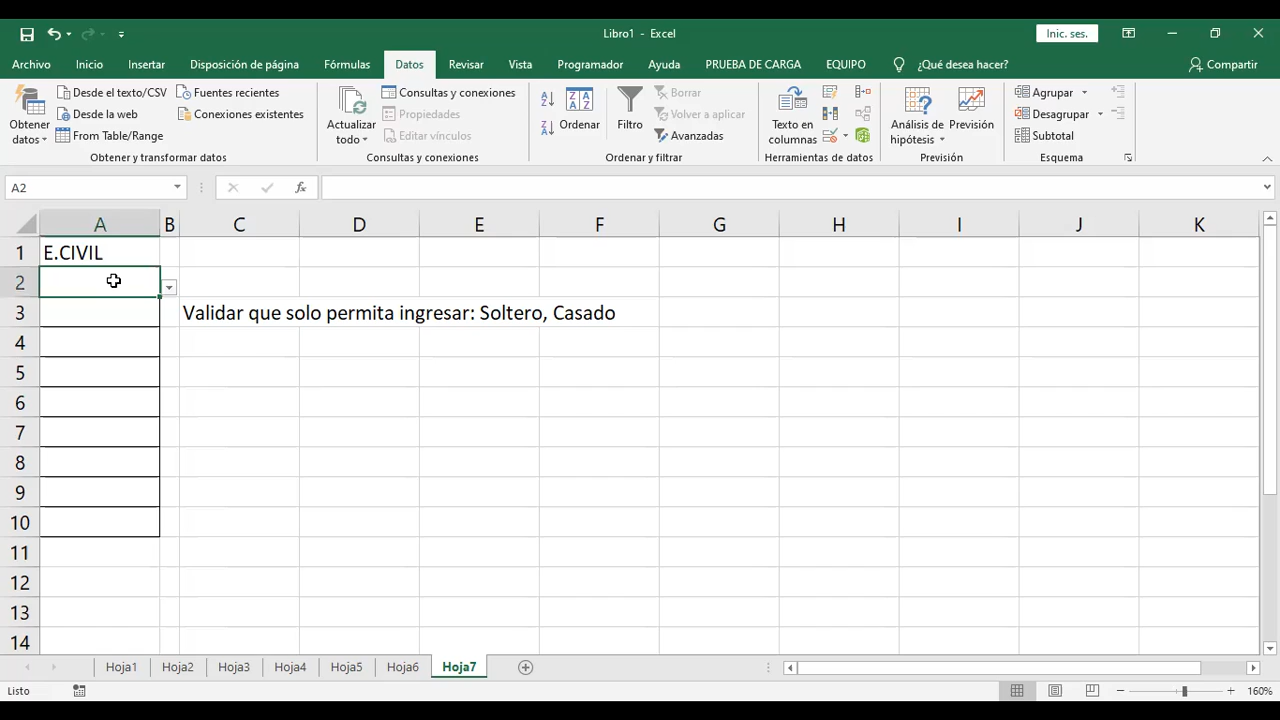 Libro1 - Excel
Inic. ses.
Archivo Inicio Insertar Disposición de página Fórmulas Datos Revisar Vista Programador Ayuda PRUEBA DE CARGA EQUIPO ¿Qué desea hacer? Compartir
Obtener datos
Desde el texto/CSV
Desde la web
From Table/Range
Fuentes recientes
Conexiones existentes
Obtener y transformar datos
Actualizar todo
Consultas y conexiones
Propiedades
Editar vínculos
Consultas y conexiones
Ordenar
Filtro
Borrar
Volver a aplicar
Avanzadas
Ordenar y filtrar
Texto en columnas
Herramientas de datos
Análisis de hipótesis
Previsión
Previsión
Agrupar
Desagrupar
Subtotal
Esquema
A2
fx
A B C D E F G H I J K
1 E.CIVIL
2
3 Validar que solo permita ingresar: Soltero, Casado
4
5
6
7
8
9
10
11
12
13
14
Hoja1 Hoja2 Hoja3 Hoja4 Hoja5 Hoja6 Hoja7
Listo
160%